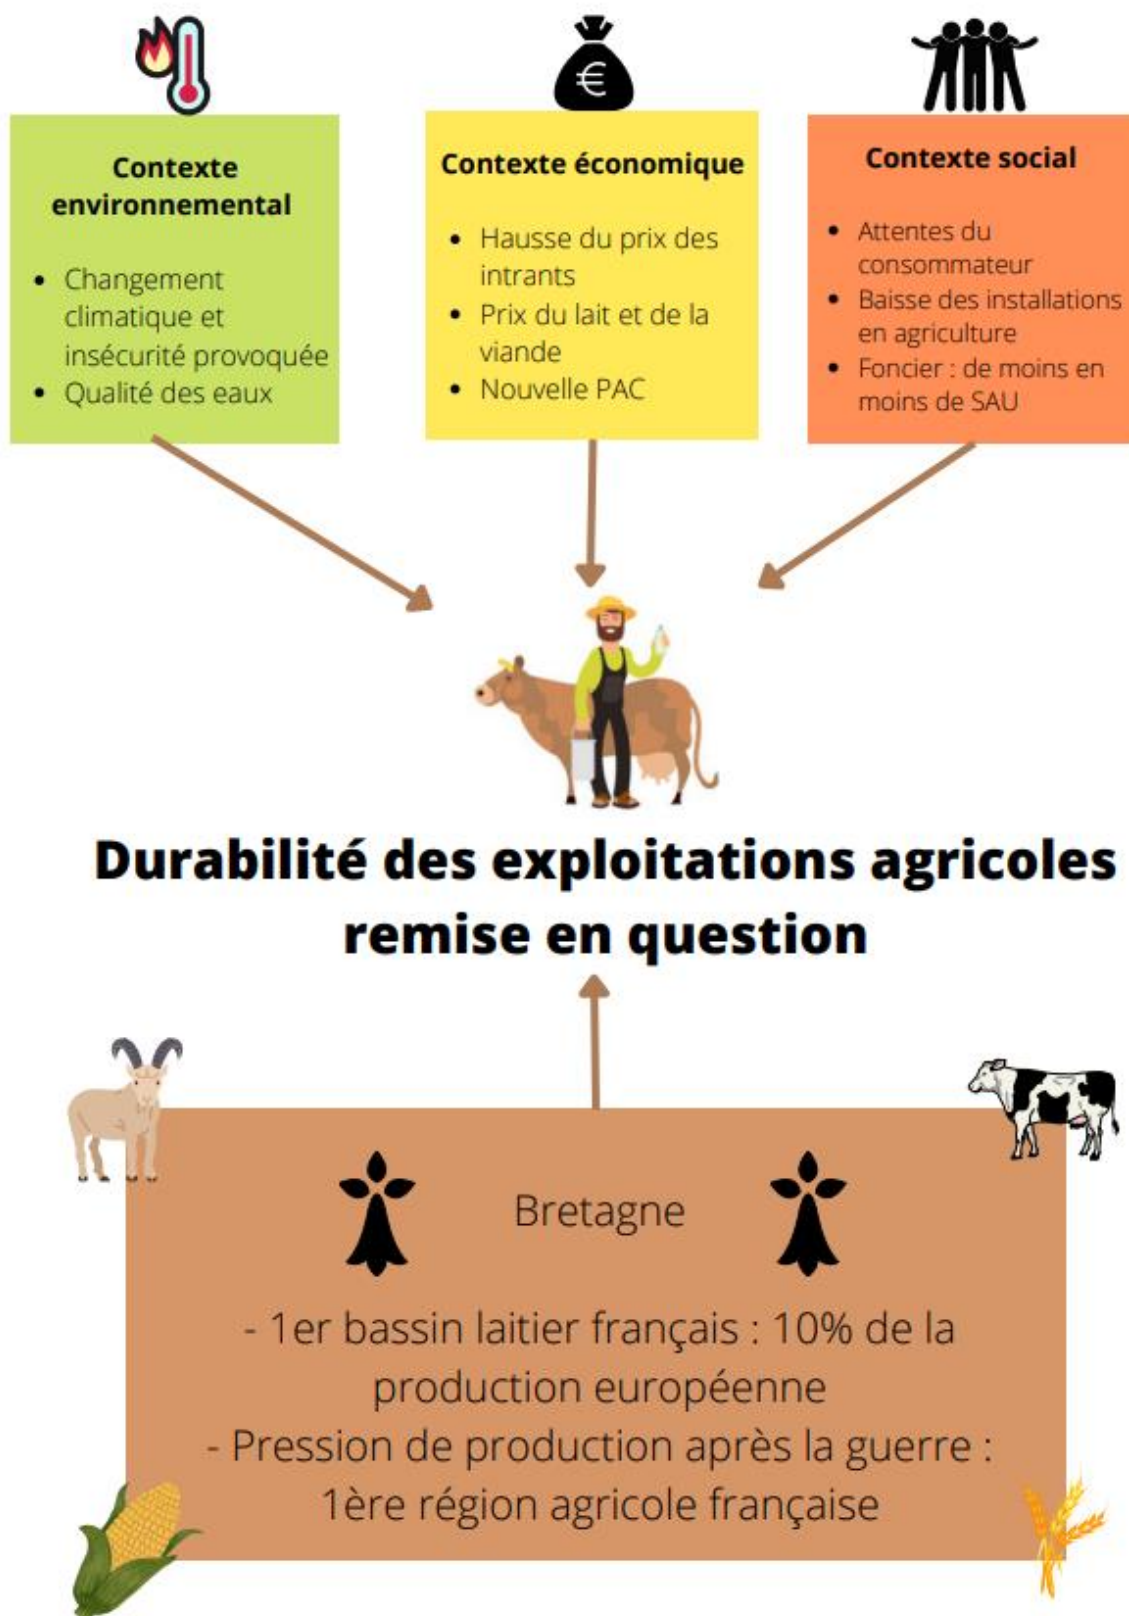 €
Contexte
environnemental
• Changement
climatique et
insécurité provoquée
• Qualité des eaux
Contexte économique
• Hausse du prix des
intrants
• Prix du lait et de la
viande
• Nouvelle PAC
Contexte social
• Attentes du
consommateur
• Baisse des installations
en agriculture
• Foncier : de moins en
moins de SAU
Durabilité des exploitations agricoles
remise en question
Bretagne
- 1er bassin laitier français : 10% de la
production européenne
- Pression de production après la guerre :
1ère région agricole française